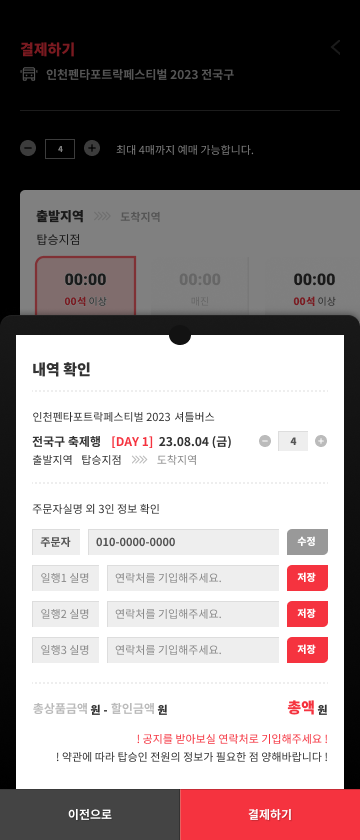 결제하기
인천펜타포트락페스티벌 2023 전국구
4 최대 4매까지 예매 가능합니다.
출발지역 도착지역
탑승지점
00:00 00:00 00:00
00석 이상 매진 00석 이상
내역 확인
인천펜타포트락페스티벌 2023 셔틀버스
전국구 축제행 [DAY 1] 23.08.04 (금) 4
출발지역 탑승지점 도착지역
주문자실명 외 3인 정보 확인
주문자 010-0000-0000 수정
일행1 실명 연락처를 기입해주세요. 저장
일행2 실명 연락처를 기입해주세요. 저장
일행3 실명 연락처를 기입해주세요. 저장
총상품금액 원 - 할인금액 원 총액 원
! 공지를 받아보실 연락처로 기입해주세요 !
! 약관에 따라 탑승인 전원의 정보가 필요한 점 양해바랍니다 !
이전으로 결제하기